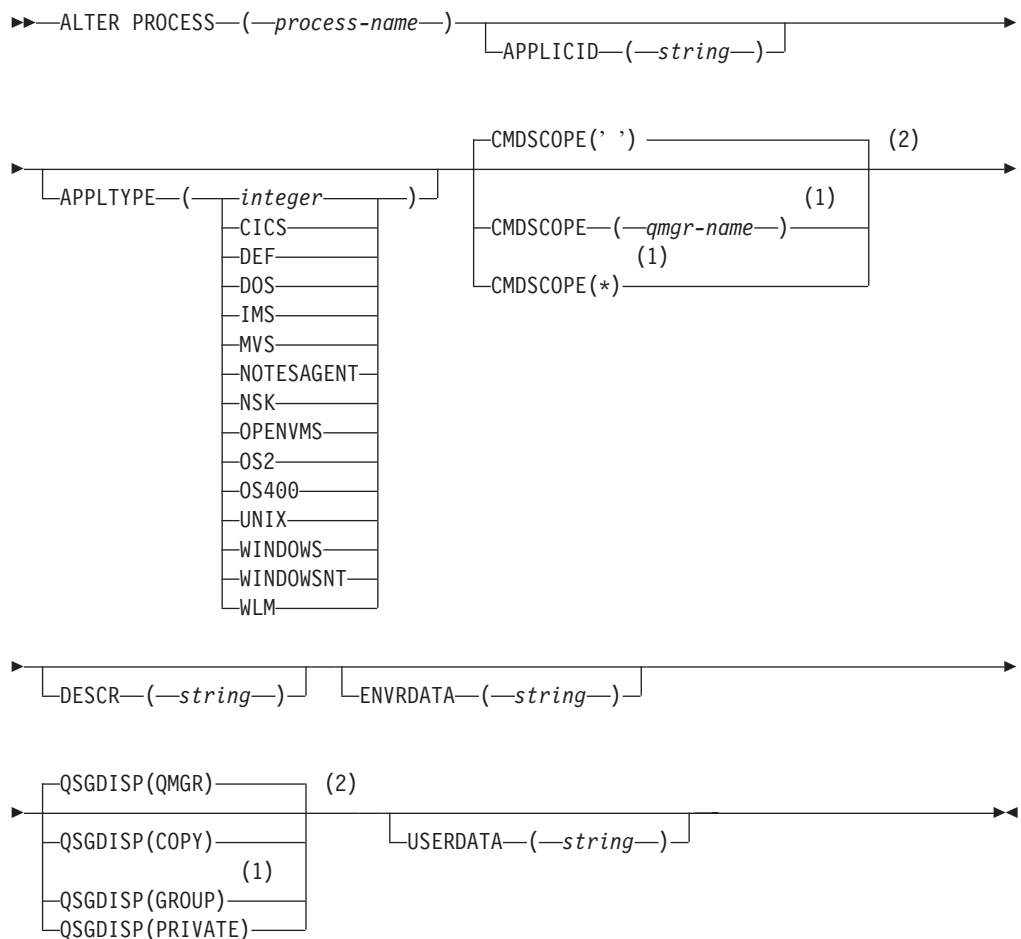 ALTER PROCESS ( process-name )
APPLICID ( string )
CMDSCOPE(' ') (2)
APPLTYPE ( integer )
(1)
CICS
CMDSCOPE ( qmgr-name )
DEF
(1)
DOS
CMDSCOPE(*)
IMS
MVS
NOTESAGENT
NSK
OPENVMS
OS2
OS400
UNIX
WINDOWS
WINDOWSNT
WLM
DESCR ( string )
ENVRDATA ( string )
QSGDISP(QMGR) (2)
QSGDISP(COPY)
USERDATA ( string )
(1)
QSGDISP(GROUP)
QSGDISP(PRIVATE)